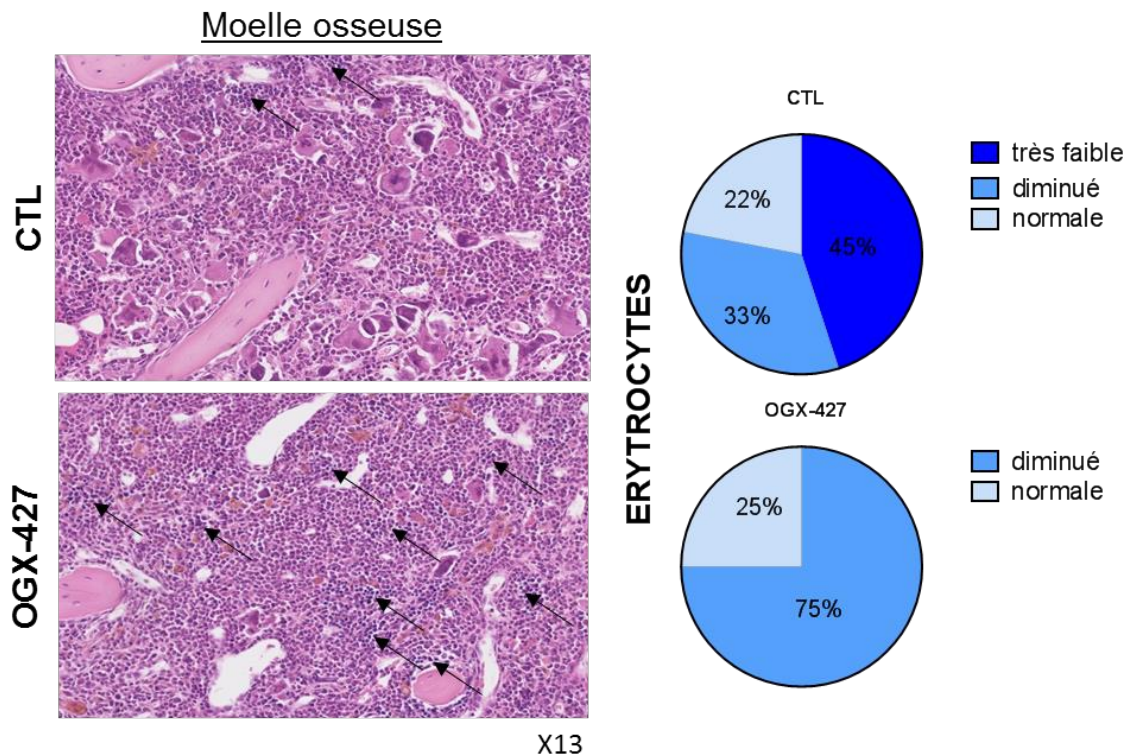 Moelle osseuse
CTL
OGX-427
X13
ERYTROCYTES
CTL
22%
45%
33%
très faible
diminué
normale
OGX-427
25%
75%
diminué
normale